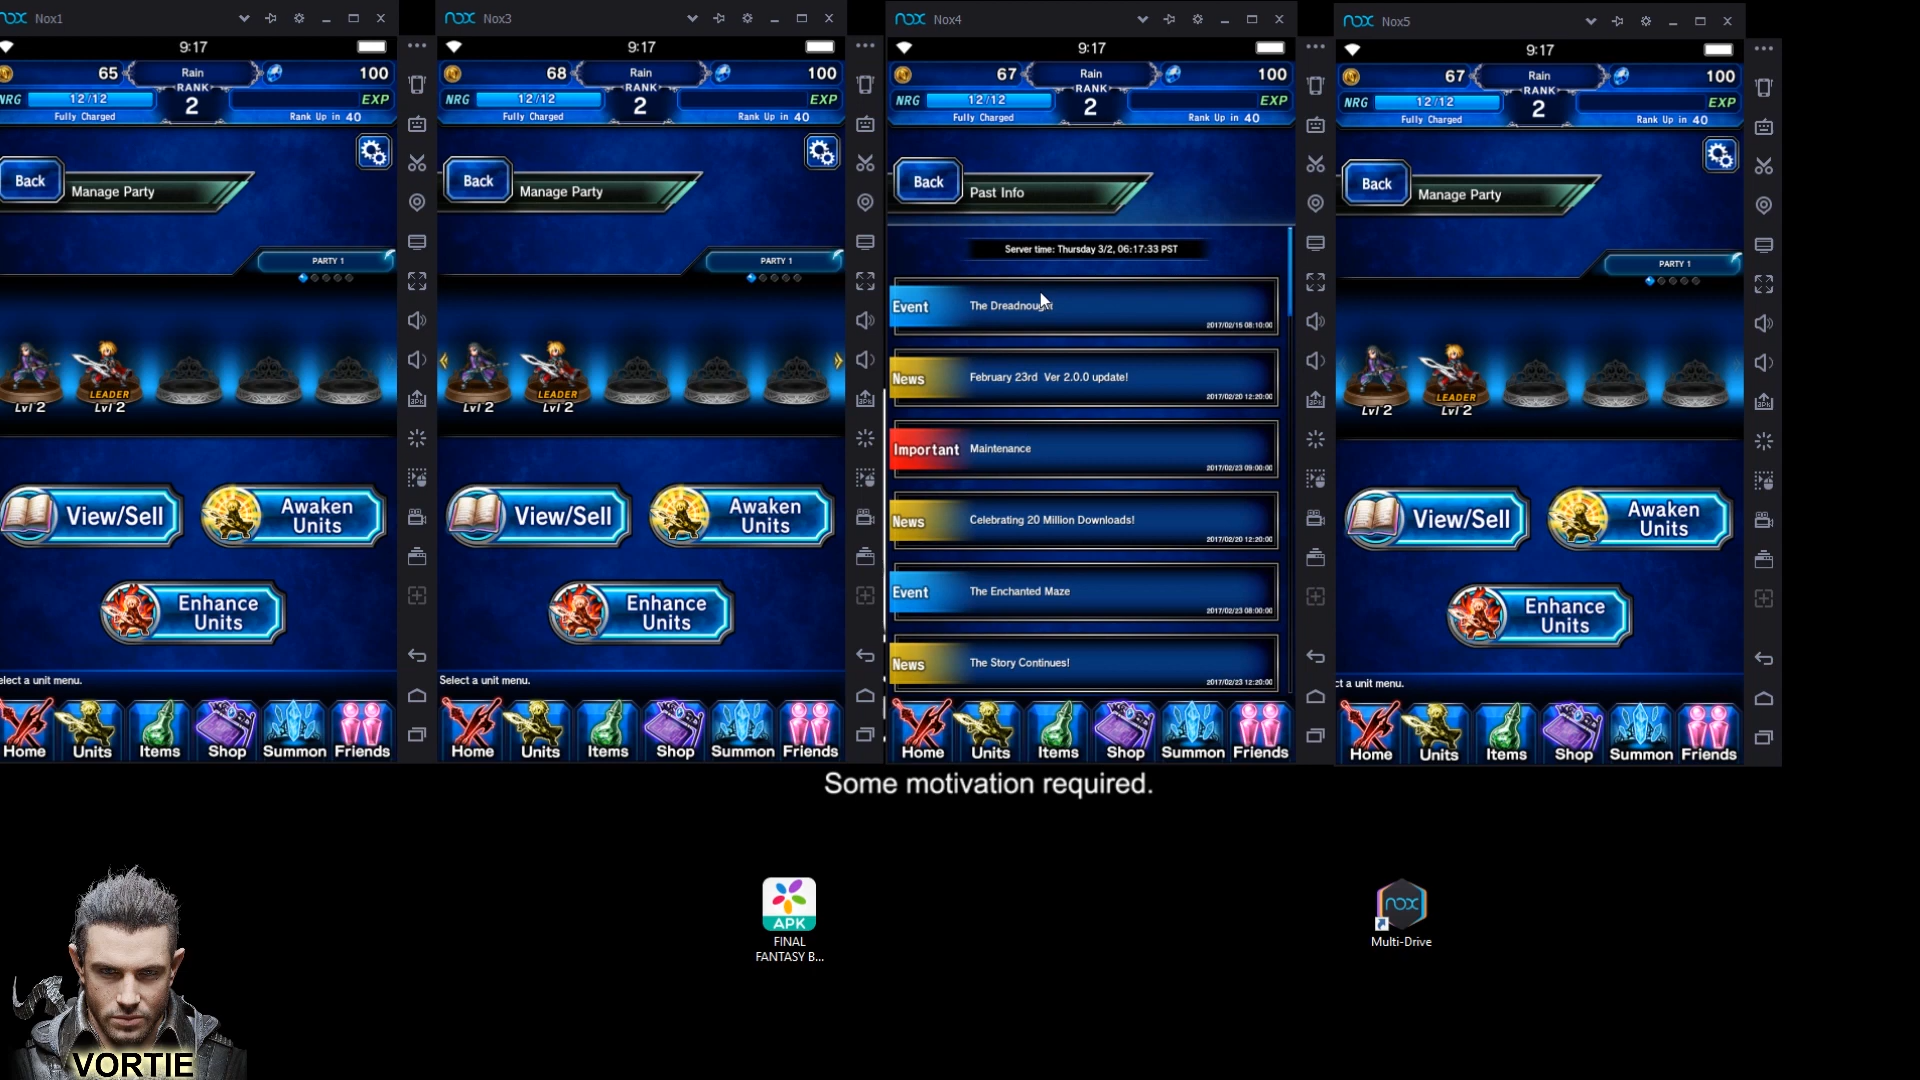 nox Nox1
9:17
65
Rain
100
NRG
12/12
RANK
2
EXP
Fully Charged
Rank Up in 40
Back
Manage Party
PARTY 1
LEADER
Lvl 2
Lvl 2
View/Sell
Awaken
Units
Enhance
Units
elect a unit menu.
Home
Units
Items
Shop
Summon
Friends
nox Nox3
9:17
68
Rain
100
NRG
12/12
RANK
2
EXP
Fully Charged
Rank Up in 40
Back
Manage Party
PARTY 1
LEADER
Lvl 2
Lvl 2
View/Sell
Awaken
Units
Enhance
Units
Select a unit menu.
Home
Units
Items
Shop
Summon
Friends
nox Nox4
9:17
67
Rain
100
NRG
12/12
RANK
2
EXP
Fully Charged
Rank Up in 40
Back
Past Info
Server time: Thursday 3/2, 06:17:33 PST
Event
The Dreadnought
2017/02/15 08:10:00
News
February 23rd Ver 2.0.0 update!
2017/02/20 12:20:00
Important
Maintenance
2017/02/23 09:00:00
News
Celebrating 20 Million Downloads!
2017/02/20 12:20:00
Event
The Enchanted Maze
2017/02/23 08:00:00
News
The Story Continues!
2017/02/23 12:20:00
Home
Units
Items
Shop
Summon
Friends
nox Nox5
9:17
67
Rain
100
NRG
12/12
RANK
2
EXP
Fully Charged
Rank Up in 40
Back
Manage Party
PARTY 1
LEADER
Lvl 2
Lvl 2
View/Sell
Awaken
Units
Enhance
Units
ct a unit menu.
Home
Units
Items
Shop
Summon
Friends
Some motivation required.
APK
FINAL
FANTASY B...
nox
Multi-Drive
VORTIE